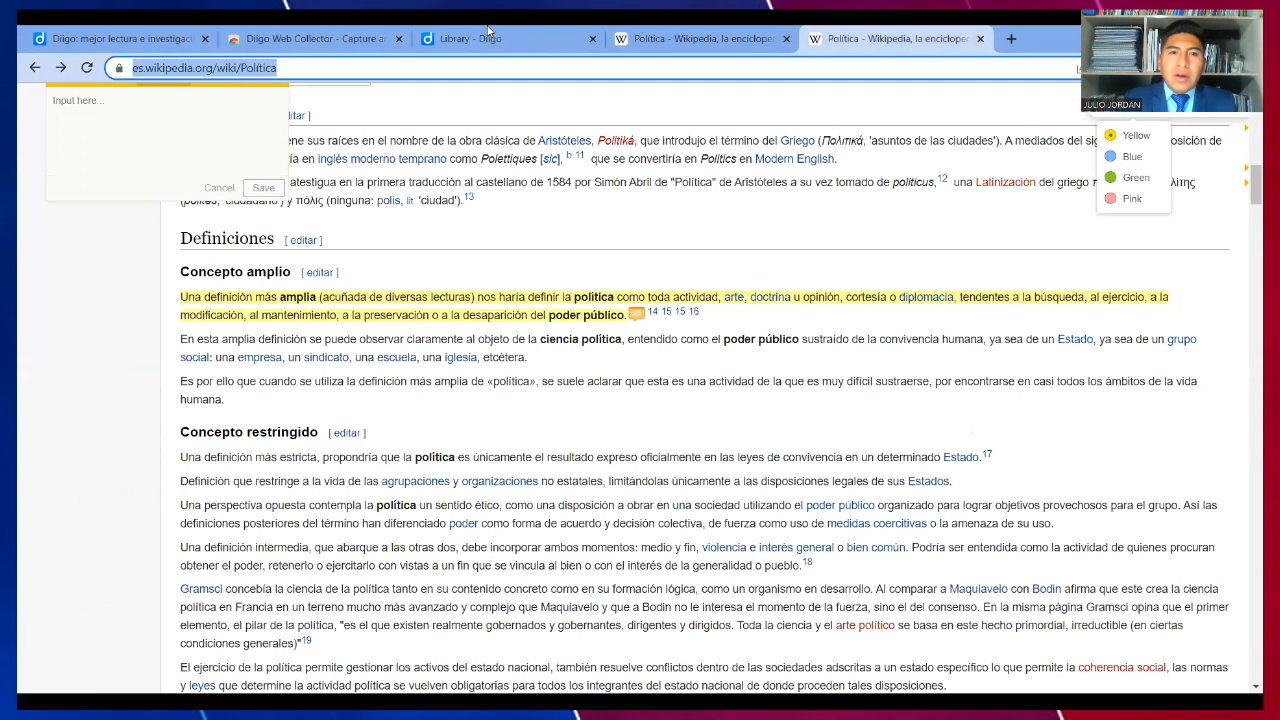 Diigo: mejor lectura e investigaci
Diigo Web Collector - Capture an
Library - Diigo
Política - Wikipedia, la enciclope
Política - Wikipedia, la enciclope
es.wikipedia.org/wiki/Política
JULIO JORDAN
Input here...
Cancel Save
Yellow
Blue
Green
Pink
ene sus raíces en el nombre de la obra clásica de Aristóteles, Politiká, que introdujo el término del Griego (Πολιτικά, 'asuntos de las ciudades'). A mediados del
ría en inglés moderno temprano como Polettiques [sic], b 11 que se convertiría en Politics en Modern English.
atestigua en la primera traducción al castellano de 1584 por Simón Abril de "Política" de Aristóteles a su vez tomado de politicus,12 una Latinización del griego
y πόλις (ninguna: polis, lit. 'ciudad').13
Definiciones [ editar ]
Concepto amplio [ editar ]
Una definición más amplia (acuñada de diversas lecturas) nos haría definir la política como toda actividad, arte, doctrina u opinión, cortesía o diplomacia, tendentes a la búsqueda, al ejercicio, a la
modificación, al mantenimiento, a la preservación o a la desaparición del poder público. 14 15 15 16
En esta amplia definición se puede observar claramente al objeto de la ciencia política, entendido como el poder público sustraído de la convivencia humana, ya sea de un Estado, ya sea de un grupo
social: una empresa, un sindicato, una escuela, una iglesia, etcétera.
Es por ello que cuando se utiliza la definición más amplia de «política», se suele aclarar que esta es una actividad de la que es muy difícil sustraerse, por encontrarse en casi todos los ámbitos de la vida
humana.
Concepto restringido [ editar ]
Una definición más estricta, propondría que la política es únicamente el resultado expreso oficialmente en las leyes de convivencia en un determinado Estado.17
Definición que restringe a la vida de las agrupaciones y organizaciones no estatales, limitándolas únicamente a las disposiciones legales de sus Estados.
Una perspectiva opuesta contempla la política un sentido ético, como una disposición a obrar en una sociedad utilizando el poder público organizado para lograr objetivos provechosos para el grupo. Así las
definiciones posteriores del término han diferenciado poder como forma de acuerdo y decisión colectiva, de fuerza como uso de medidas coercitivas o la amenaza de su uso.
Una definición intermedia, que abarque a las otras dos, debe incorporar ambos momentos: medio y fin, violencia e interés general o bien común. Podría ser entendida como la actividad de quienes procuran
obtener el poder, retenerlo o ejercitarlo con vistas a un fin que se vincula al bien o con el interés de la generalidad o pueblo.18
Gramsci concebía la ciencia de la política tanto en su contenido concreto como en su formación lógica, como un organismo en desarrollo. Al comparar a Maquiavelo con Bodin afirma que este crea la ciencia
política en Francia en un terreno mucho más avanzado y complejo que Maquiavelo y que a Bodin no le interesa el momento de la fuerza, sino el del consenso. En la misma página Gramsci opina que el primer
elemento, el pilar de la política, "es el que existen realmente gobernados y gobernantes, dirigentes y dirigidos. Toda la ciencia y el arte político se basa en este hecho primordial, irreductible (en ciertas
condiciones generales)"19
El ejercicio de la política permite gestionar los activos del estado nacional, también resuelve conflictos dentro de las sociedades adscritas a un estado específico lo que permite la coherencia social, las normas
y leyes que determina la actividad política se vuelven obligatorias para todos los integrantes del estado nacional de donde proceden tales disposiciones.